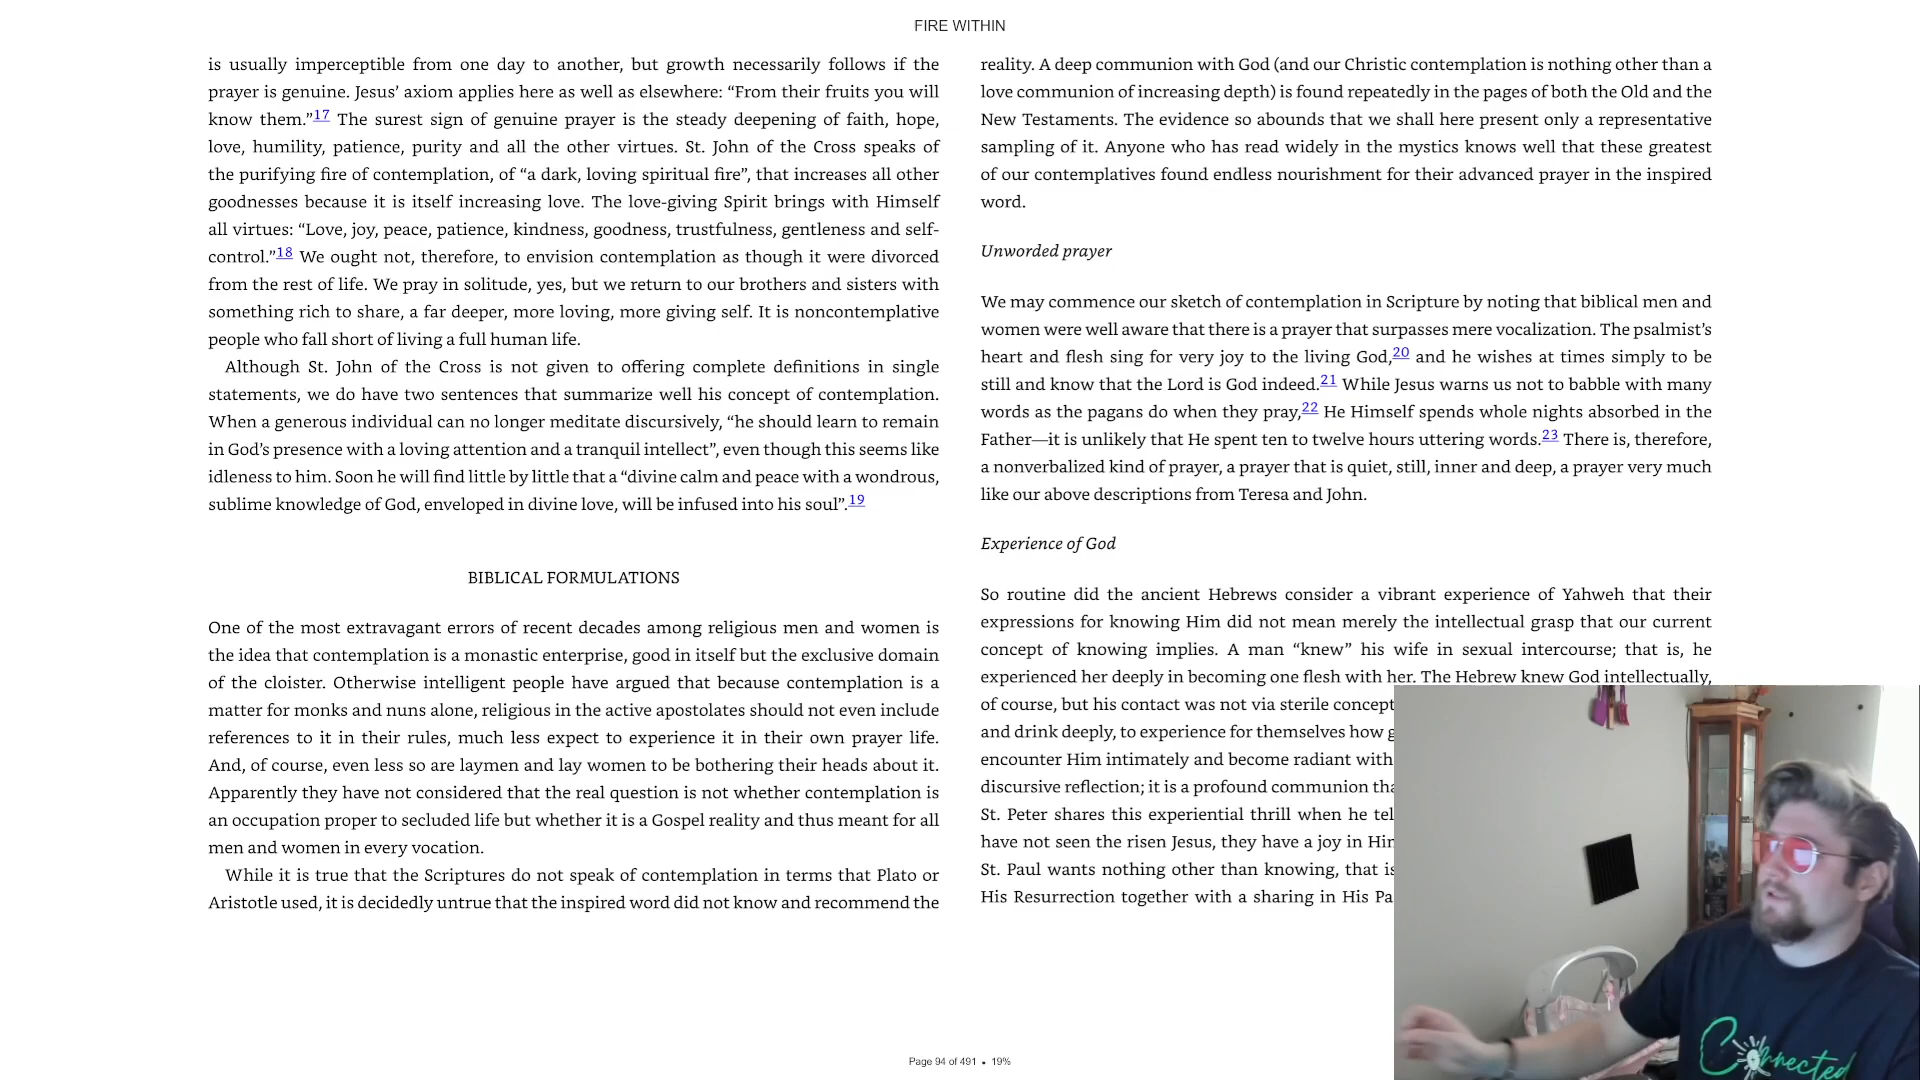 FIRE WITHIN
is usually imperceptible from one day to another, but growth necessarily follows if the
prayer is genuine. Jesus’ axiom applies here as well as elsewhere: “From their fruits you will
know them.”17 The surest sign of genuine prayer is the steady deepening of faith, hope,
love, humility, patience, purity and all the other virtues. St. John of the Cross speaks of
the purifying fire of contemplation, of “a dark, loving spiritual fire”, that increases all other
goodnesses because it is itself increasing love. The love-giving Spirit brings with Himself
all virtues: “Love, joy, peace, patience, kindness, goodness, trustfulness, gentleness and self-
control.”18 We ought not, therefore, to envision contemplation as though it were divorced
from the rest of life. We pray in solitude, yes, but we return to our brothers and sisters with
something rich to share, a far deeper, more loving, more giving self. It is noncontemplative
people who fall short of living a full human life.
Although St. John of the Cross is not given to offering complete definitions in single
statements, we do have two sentences that summarize well his concept of contemplation.
When a generous individual can no longer meditate discursively, “he should learn to remain
in God’s presence with a loving attention and a tranquil intellect”, even though this seems like
idleness to him. Soon he will find little by little that a “divine calm and peace with a wondrous,
sublime knowledge of God, enveloped in divine love, will be infused into his soul”.19
BIBLICAL FORMULATIONS
One of the most extravagant errors of recent decades among religious men and women is
the idea that contemplation is a monastic enterprise, good in itself but the exclusive domain
of the cloister. Otherwise intelligent people have argued that because contemplation is a
matter for monks and nuns alone, religious in the active apostolates should not even include
references to it in their rules, much less expect to experience it in their own prayer life.
And, of course, even less so are laymen and lay women to be bothering their heads about it.
Apparently they have not considered that the real question is not whether contemplation is
an occupation proper to secluded life but whether it is a Gospel reality and thus meant for all
men and women in every vocation.
While it is true that the Scriptures do not speak of contemplation in terms that Plato or
Aristotle used, it is decidedly untrue that the inspired word did not know and recommend the
reality. A deep communion with God (and our Christic contemplation is nothing other than a
love communion of increasing depth) is found repeatedly in the pages of both the Old and the
New Testaments. The evidence so abounds that we shall here present only a representative
sampling of it. Anyone who has read widely in the mystics knows well that these greatest
of our contemplatives found endless nourishment for their advanced prayer in the inspired
word.
Unworded prayer
We may commence our sketch of contemplation in Scripture by noting that biblical men and
women were well aware that there is a prayer that surpasses mere vocalization. The psalmist’s
heart and flesh sing for very joy to the living God,20 and he wishes at times simply to be
still and know that the Lord is God indeed.21 While Jesus warns us not to babble with many
words as the pagans do when they pray,22 He Himself spends whole nights absorbed in the
Father—it is unlikely that He spent ten to twelve hours uttering words.23 There is, therefore,
a nonverbalized kind of prayer, a prayer that is quiet, still, inner and deep, a prayer very much
like our above descriptions from Teresa and John.
Experience of God
So routine did the ancient Hebrews consider a vibrant experience of Yahweh that their
expressions for knowing Him did not mean merely the intellectual grasp that our current
concept of knowing implies. A man “knew” his wife in sexual intercourse; that is, he
experienced her deeply in becoming one flesh with her. The Hebrew knew God intellectually,
of course, but his contact was not via sterile concept
and drink deeply, to experience for themselves how
encounter Him intimately and become radiant with
discursive reflection; it is a profound communion
St. Peter shares this experiential thrill when he
have not seen the risen Jesus, they have a joy in
St. Paul wants nothing other than knowing, that is
His Resurrection together with a sharing in His
Page 94 of 491 • 19%
Connected